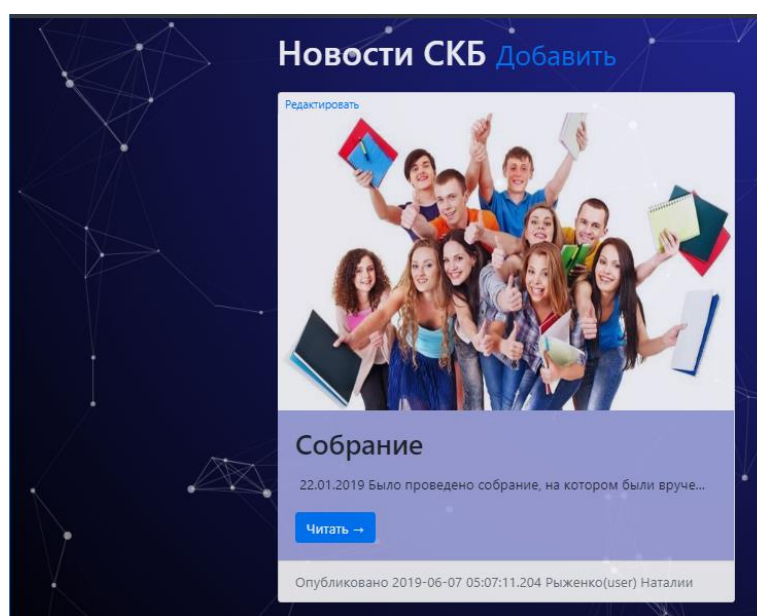 Новости СКБ Добавить
Редактировать
Собрание
22.01.2019 Было проведено собрание, на котором были вруче...
Читать →
Опубликовано 2019-06-07 05:07:11.204 Рыженко(user) Наталии